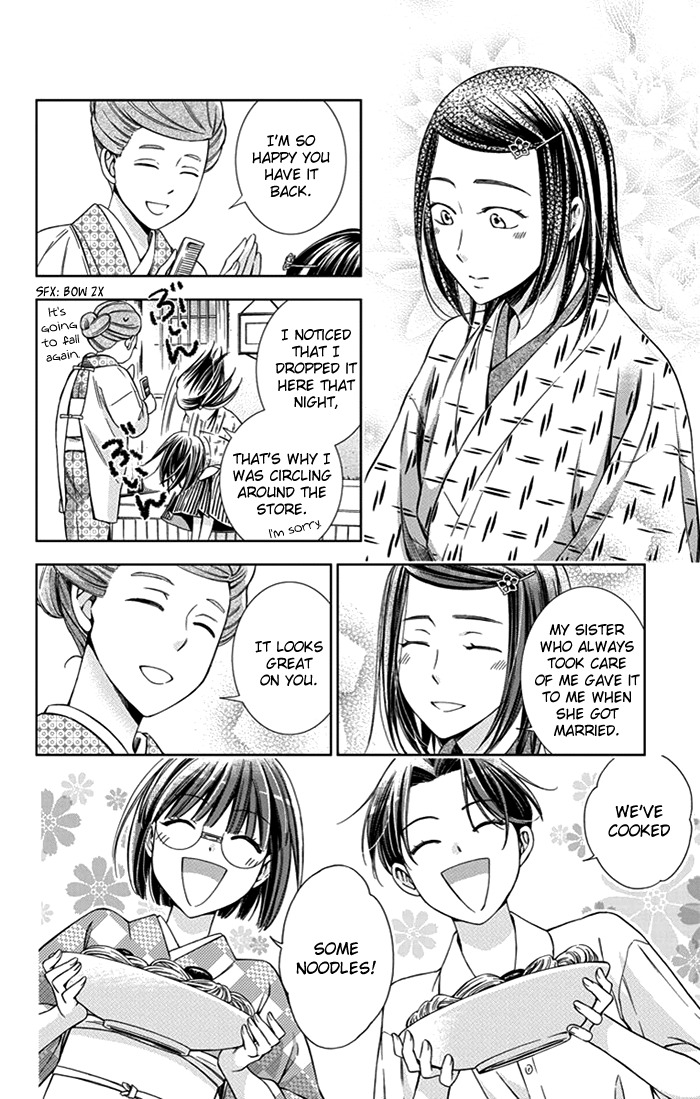 I'M SO
HAPPY YOU
HAVE IT
BACK.
SFX: BOW 2X
It's
going
to fall
again.
ぶぃん
ぶぃん
I NOTICED
THAT I
DROPPED IT
HERE THAT
NIGHT,
THAT'S WHY I
WAS CIRCLING
AROUND THE
STORE.
I'm sorry.
MY SISTER
WHO ALWAYS
TOOK CARE
OF ME GAVE IT
TO ME WHEN
SHE GOT
MARRIED.
IT LOOKS
GREAT
ON YOU.
WE'VE
COOKED
SOME
NOODLES!